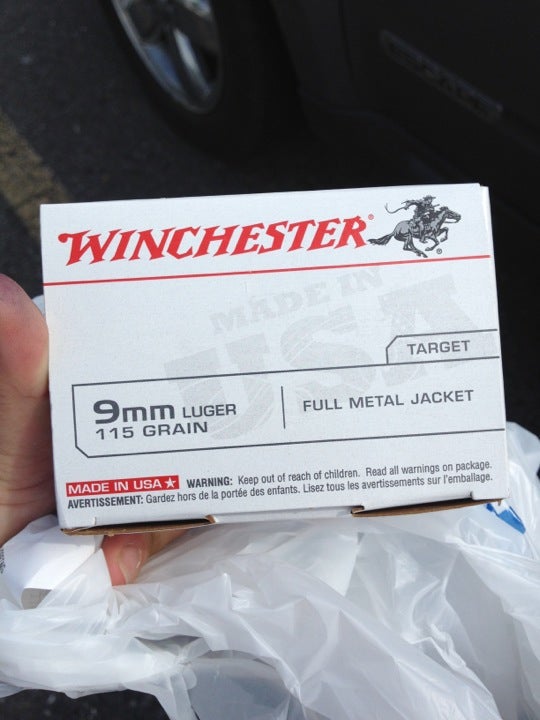 WINCHESTER®
MADE IN
USA
TARGET
9mm LUGER
115 GRAIN
FULL METAL JACKET
MADE IN USA★ WARNING: Keep out of reach of children. Read all warnings on package.
AVERTISSEMENT: Gardez hors de la portée des enfants. Lisez tous les avertissements sur l'emballage.